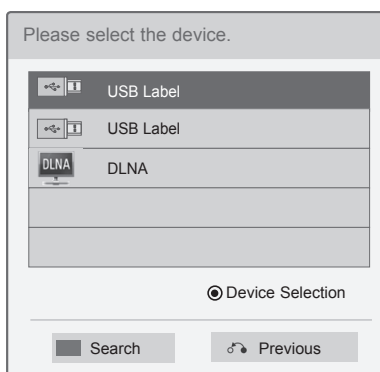 Please select the device.
USB Label
USB Label
DLNA DLNA
Device Selection
Search Previous